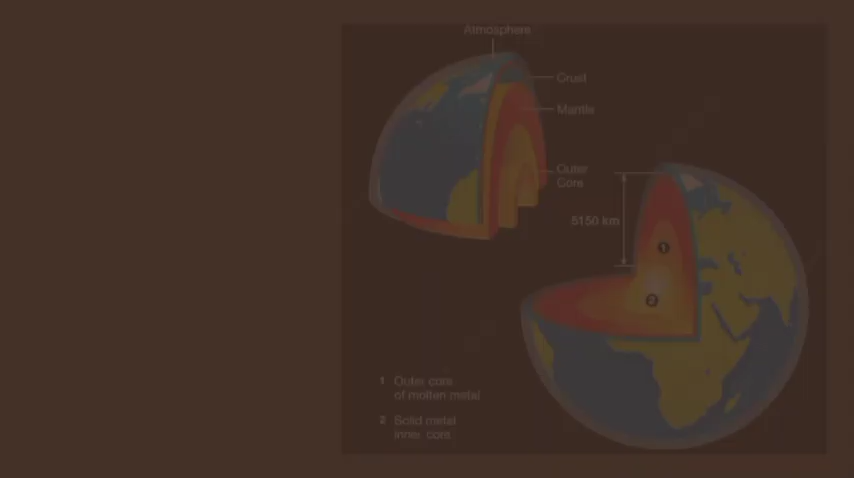 Atmosphere
Crust
Mantle
Outer
Core
5150 km
1
2
1 Outer core
of molten metal
2 Solid metal
inner core